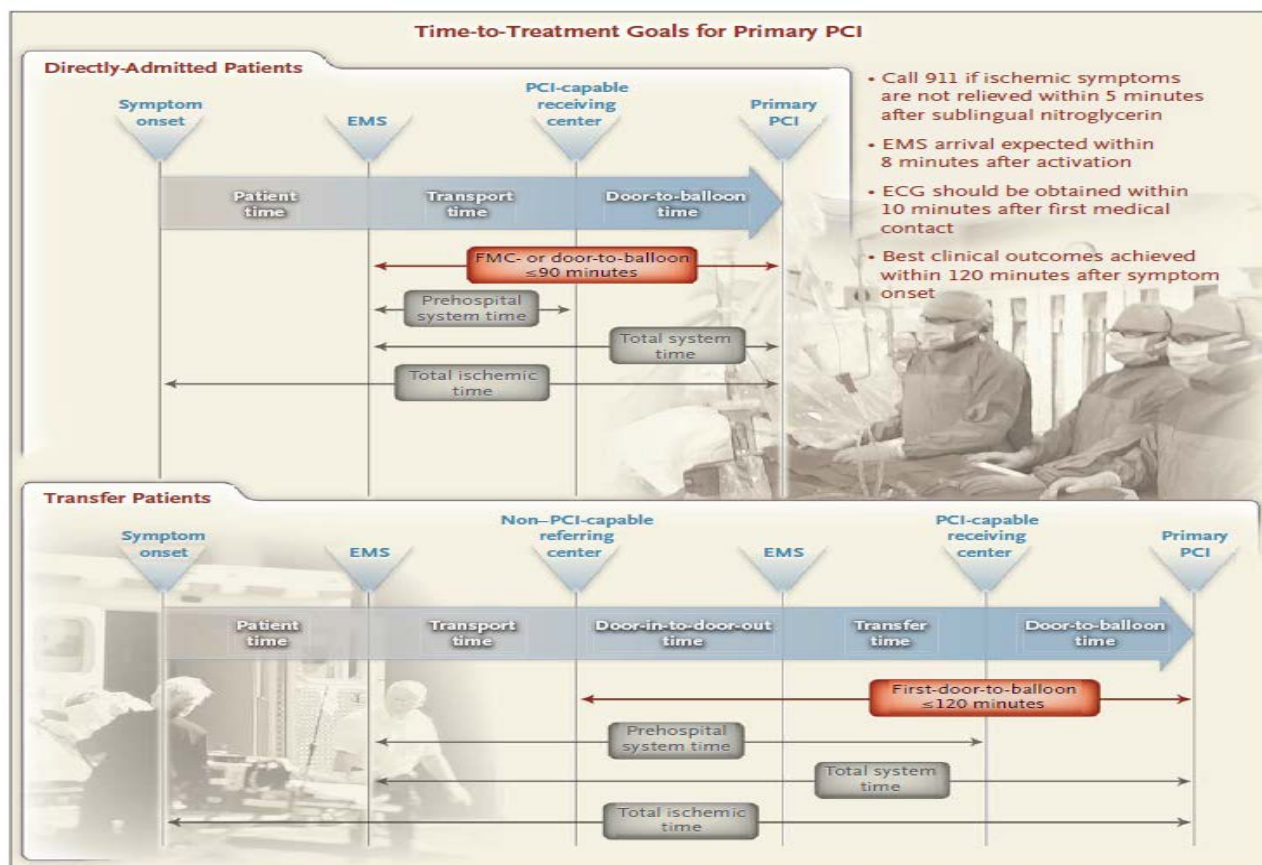 Time-to-Treatment Goals for Primary PCI
Directly-Admitted Patients
Symptom
onset
EMS
PCI-capable
receiving
center
Primary
PCI
Patient
time
Transport
time
Door-to-balloon
time
FMC- or door-to-balloon
≤90 minutes
Prehospital
system time
Total system
time
Total ischemic
time
• Call 911 if ischemic symptoms
are not relieved within 5 minutes
after sublingual nitroglycerin
• EMS arrival expected within
8 minutes after activation
• ECG should be obtained within
10 minutes after first medical
contact
• Best clinical outcomes achieved
within 120 minutes after symptom
onset
Transfer Patients
Symptom
onset
EMS
Non–PCI-capable
referring
center
EMS
PCI-capable
receiving
center
Primary
PCI
Patient
time
Transport
time
Door-in-to-door-out
time
Transfer
time
Door-to-balloon
time
First-door-to-balloon
≤120 minutes
Prehospital
system time
Total system
time
Total ischemic
time